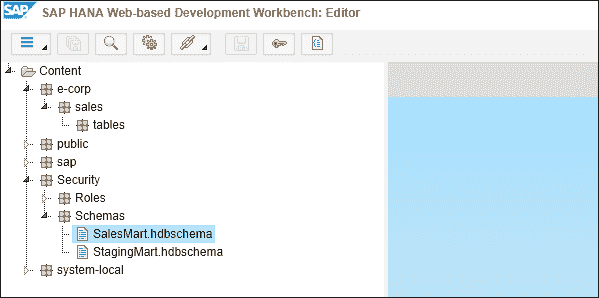 SAP SAP HANA Web-based Development Workbench: Editor
Content
e-corp
sales
tables
public
sap
Security
Roles
Schemas
SalesMart.hdbschema
StagingMart.hdbschema
system-local